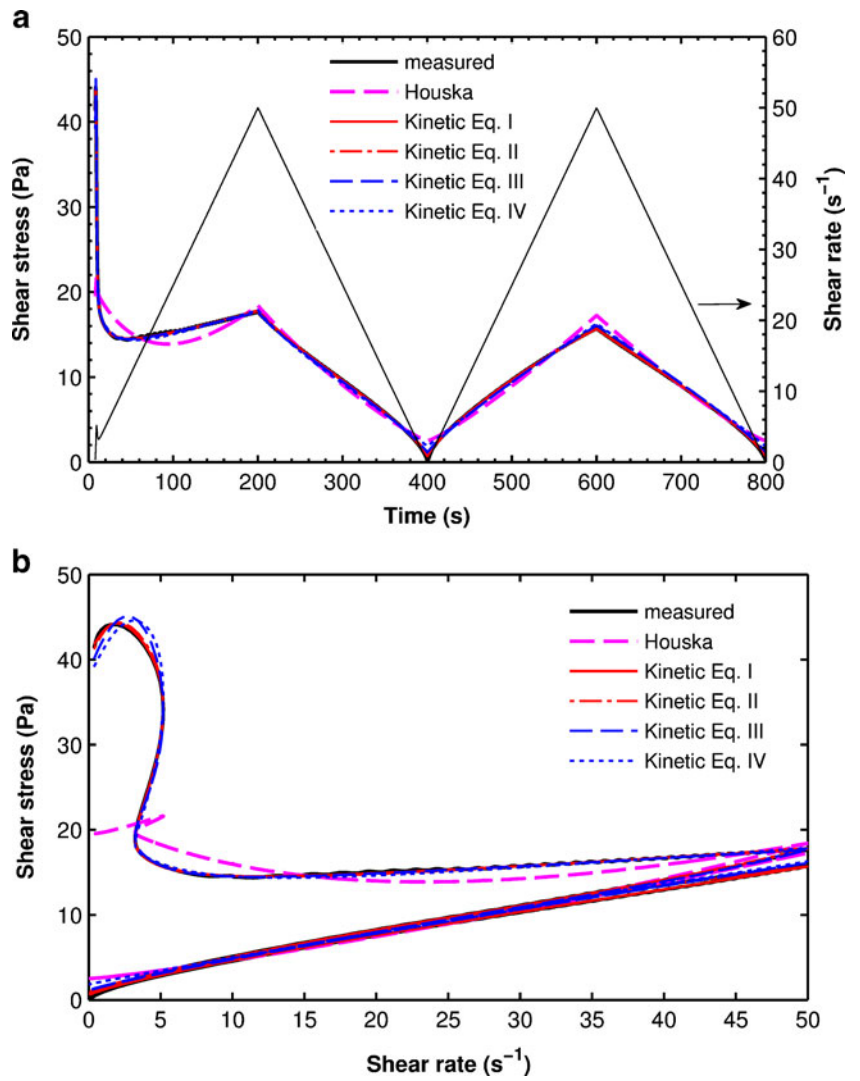 a
50
40
30
20
10
0
Shear stress (Pa)
measured
Houska
Kinetic Eq. I
Kinetic Eq. II
Kinetic Eq. III
Kinetic Eq. IV
60
50
40
30
20
10
0
Shear rate (s⁻¹)
0 100 200 300 400 500 600 700 800
Time (s)
b
50
40
30
20
10
0
Shear stress (Pa)
measured
Houska
Kinetic Eq. I
Kinetic Eq. II
Kinetic Eq. III
Kinetic Eq. IV
0 5 10 15 20 25 30 35 40 45 50
Shear rate (s⁻¹)